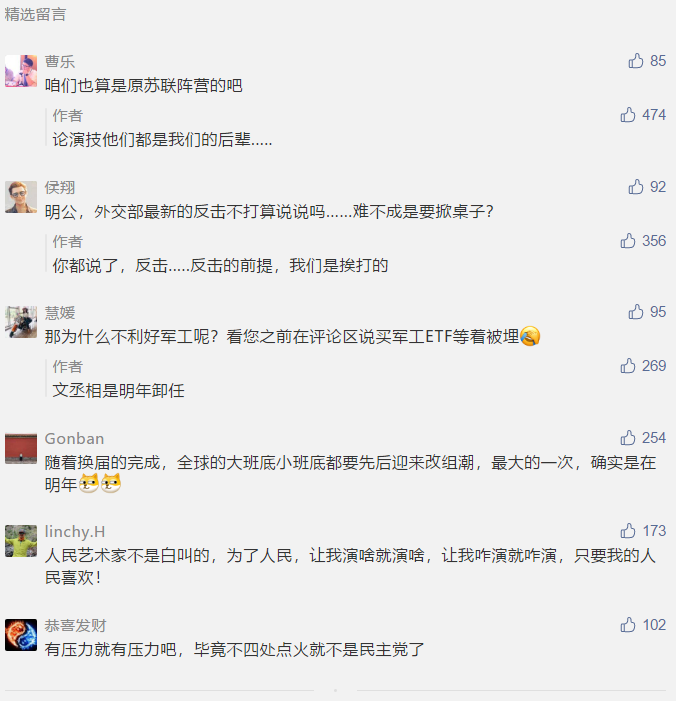 精选留言
曹乐
85
咱们也算是原苏联阵营的吧
作者
474
论演技他们都是我们的后辈.....
侯翔
92
明公，外交部最新的反击不打算说说吗......难不成是要掀桌子？
作者
356
你都说了，反击.....反击的前提，我们是挨打的
慧媛
95
那为什么不利好军工呢？看您之前在评论区说买军工ETF等着被埋
作者
269
文丞相是明年卸任
Gonban
254
随着换届的完成，全球的大班底小班底都要先后迎来改组潮，最大的一次，确实是在
明年
linchy.H
173
人民艺术家不是白叫的，为了人民，让我演啥就演啥，让我咋演就咋演，只要我的人
民喜欢！
恭喜发财
102
有压力就有压力吧，毕竟不四处点火就不是民主党了